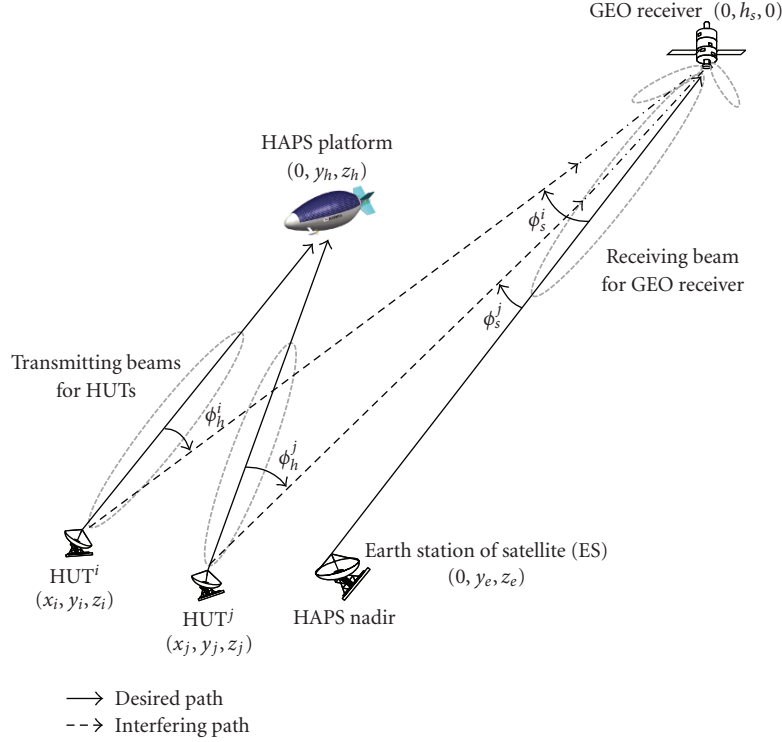 GEO receiver (0, h_s, 0)
HAPS platform
(0, y_h, z_h)
ϕ_s^i
Receiving beam
for GEO receiver
ϕ_s^j
Transmitting beams
for HUTs
ϕ_h^i
ϕ_h^j
Earth station of satellite (ES)
(0, y_e, z_e)
HUT^i
(x_i, y_i, z_i)
HUT^j
(x_j, y_j, z_j)
HAPS nadir
Desired path
Interfering path